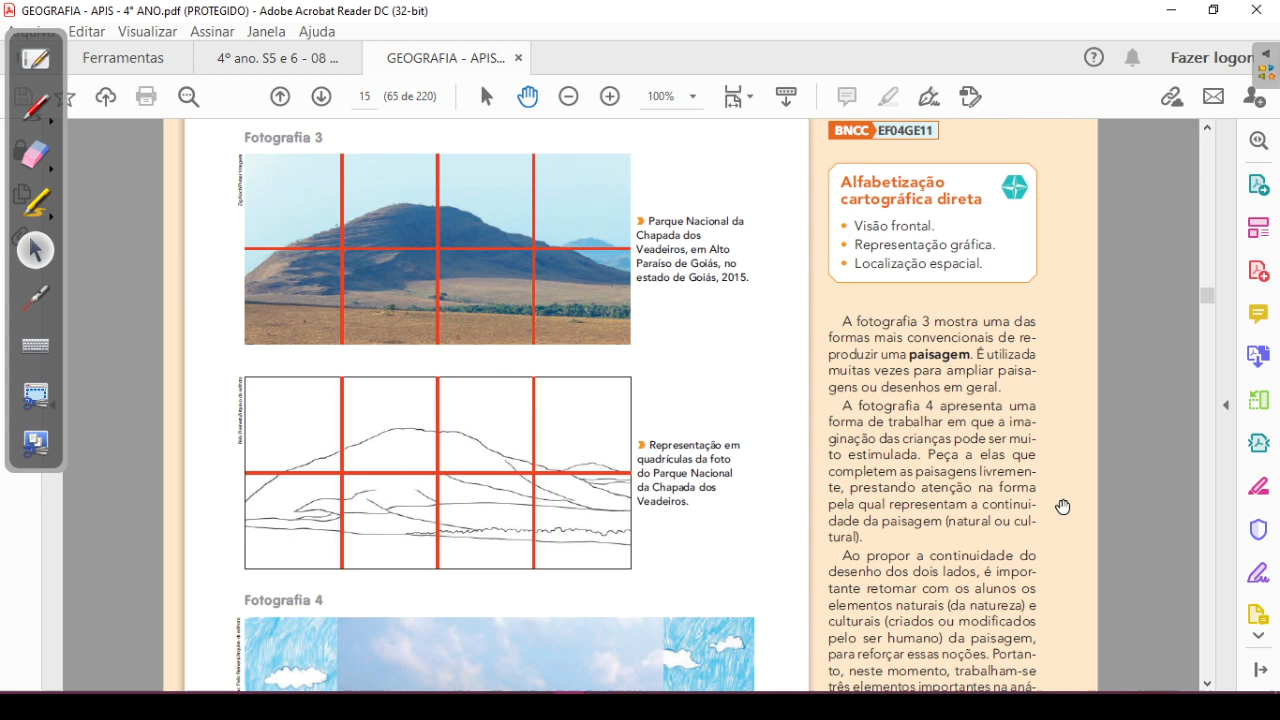 GEOGRAFIA - APIS - 4° ANO.pdf (PROTEGIDO) - Adobe Acrobat Reader DC (32-bit)
Arquivo Editar Visualizar Assinar Janela Ajuda
Ferramentas
4º ano. S5 e 6 - 08 ...
GEOGRAFIA - APIS... ×
Fazer logon
15 (65 de 220)
100%
Fotografia 3
Parque Nacional da
Chapada dos
Veadeiros, em Alto
Paraíso de Goiás, no
estado de Goiás, 2015.
Representação em
quadrículas da foto
do Parque Nacional
da Chapada dos
Veadeiros.
Fotografia 4
BNCC EF04GE11
Alfabetização
cartográfica direta
• Visão frontal.
• Representação gráfica.
• Localização espacial.
A fotografia 3 mostra uma das
formas mais convencionais de re-
produzir uma paisagem. É utilizada
muitas vezes para ampliar paisa-
gens ou desenhos em geral.
A fotografia 4 apresenta uma
forma de trabalhar em que a ima-
ginação das crianças pode ser mui-
to estimulada. Peça a elas que
completem as paisagens livremen-
te, prestando atenção na forma
pela qual representam a continui-
dade da paisagem (natural ou cul-
tural).
Ao propor a continuidade do
desenho dos dois lados, é impor-
tante retomar com os alunos os
elementos naturais (da natureza) e
culturais (criados ou modificados
pelo ser humano) da paisagem,
para reforçar essas noções. Portan-
to, neste momento, trabalham-se
três elementos importantes na aná-